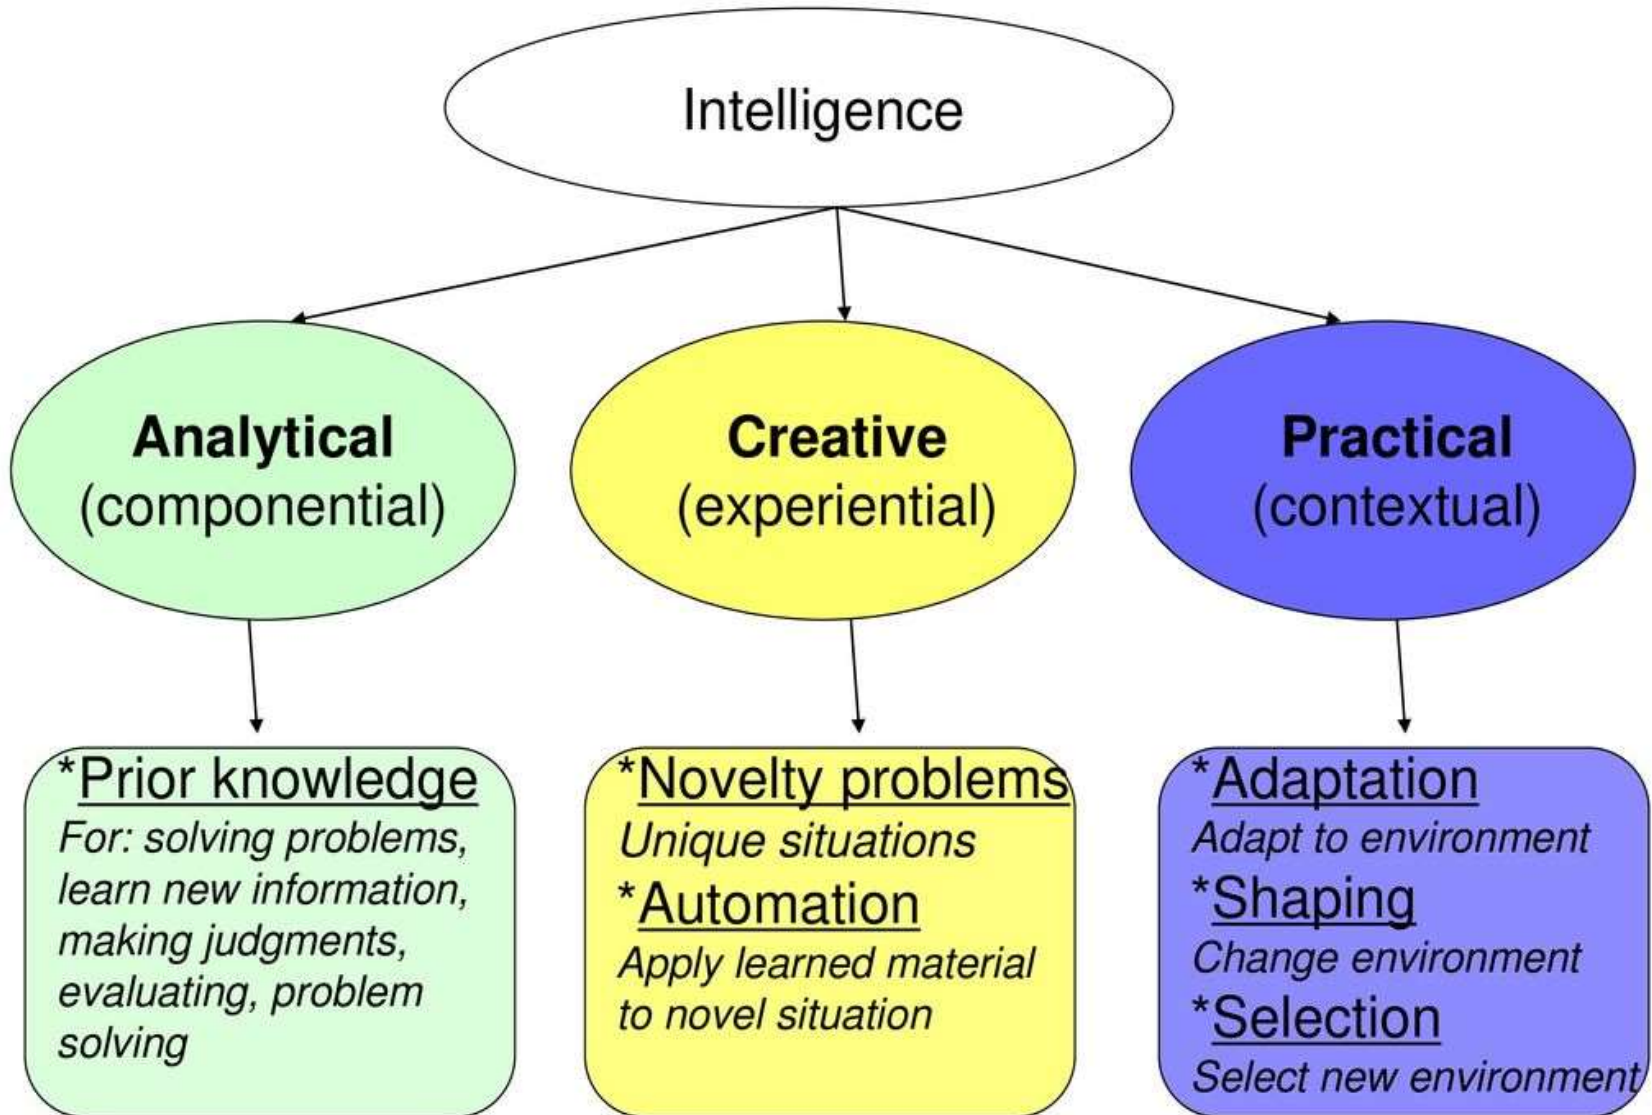 Intelligence
Analytical
(componential)
Creative
(experiential)
Practical
(contextual)
*Prior knowledge
For: solving problems,
learn new information,
making judgments,
evaluating, problem
solving
*Novelty problems
Unique situations
*Automation
Apply learned material
to novel situation
*Adaptation
Adapt to environment
*Shaping
Change environment
*Selection
Select new environment